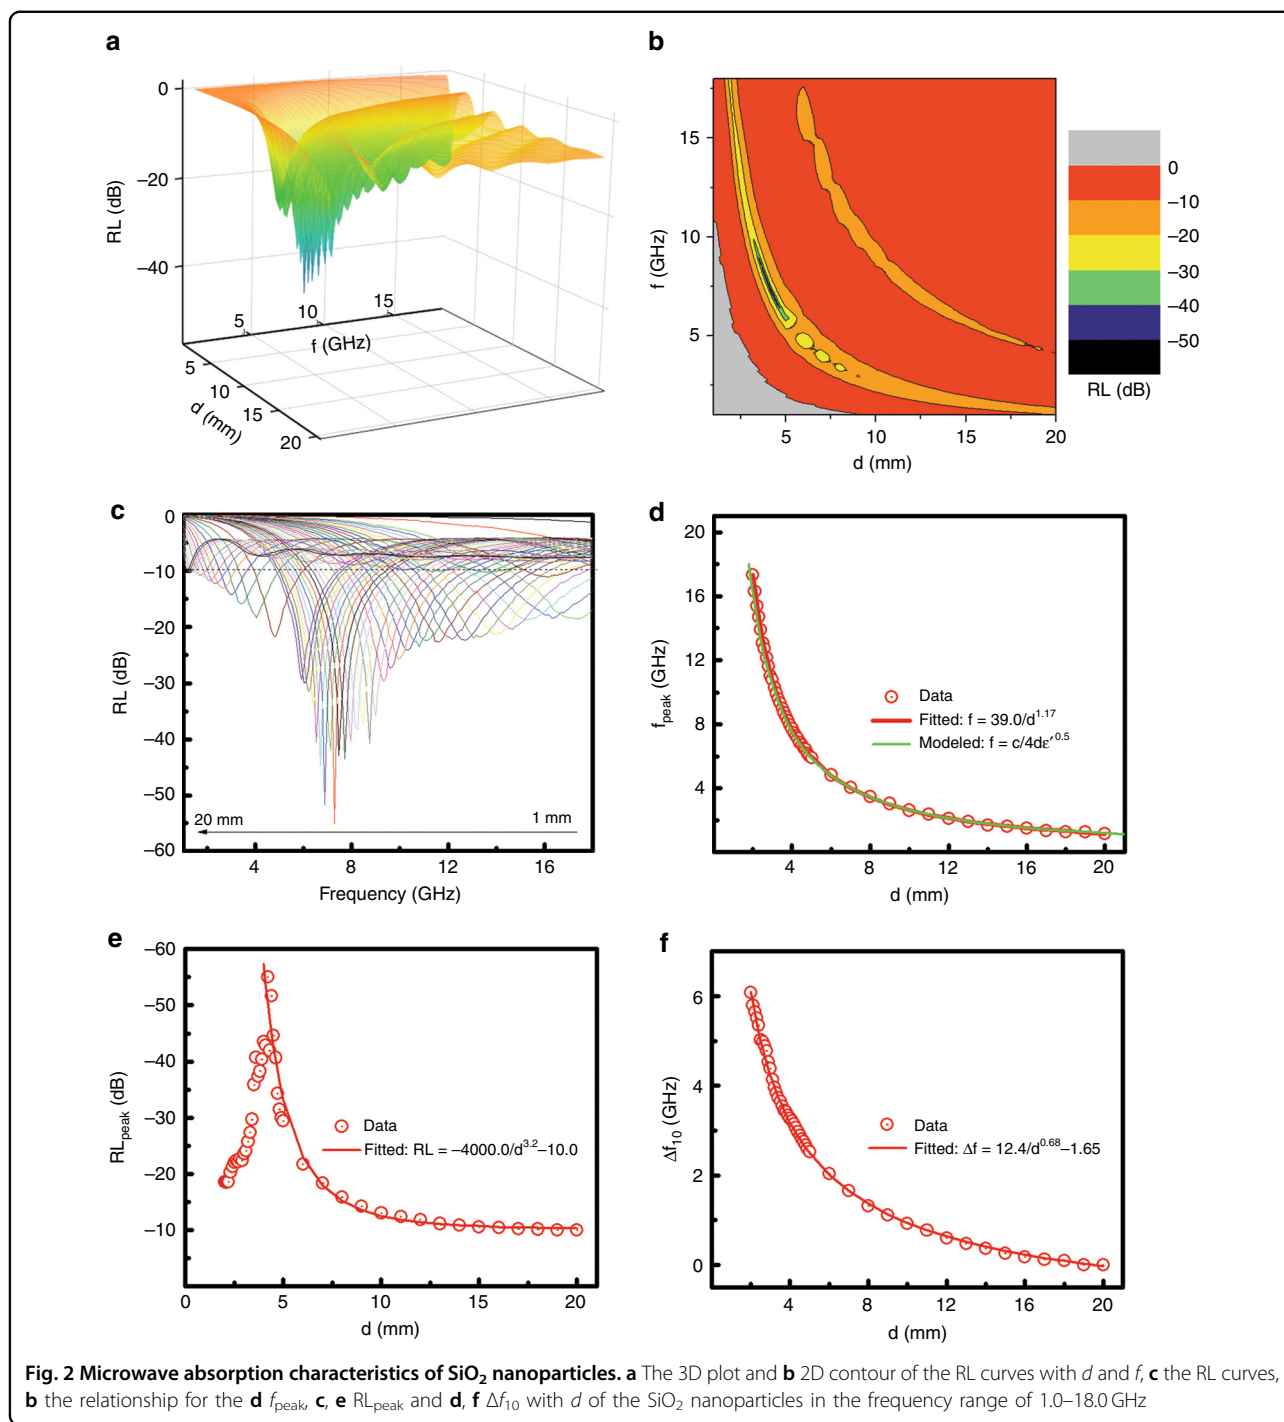 a
0
−20
−40
RL (dB)
5
10
15
f (GHz)
5
10
15
20
d (mm)
b
15
10
5
f (GHz)
5
10
15
20
d (mm)
0
−10
−20
−30
−40
−50
RL (dB)
c
0
−10
−20
−30
−40
−50
−60
RL (dB)
20 mm
1 mm
4
8
12
16
Frequency (GHz)
d
20
16
12
8
4
f_peak (GHz)
Data
Fitted: f = 39.0/d^1.17
Modeled: f = c/4dε′^0.5
4
8
12
16
20
d (mm)
e
−60
−50
−40
−30
−20
−10
RL_peak (dB)
Data
Fitted: RL = −4000.0/d^3.2−10.0
0
5
10
15
20
d (mm)
f
6
4
2
0
Δf_10 (GHz)
Data
Fitted: Δf = 12.4/d^0.68−1.65
4
8
12
16
20
d (mm)
Fig. 2 Microwave absorption characteristics of SiO₂ nanoparticles. a The 3D plot and b 2D contour of the RL curves with d and f, c the RL curves,
b the relationship for the d f_peak, c, e RL_peak and d, f Δf_10 with d of the SiO₂ nanoparticles in the frequency range of 1.0–18.0 GHz